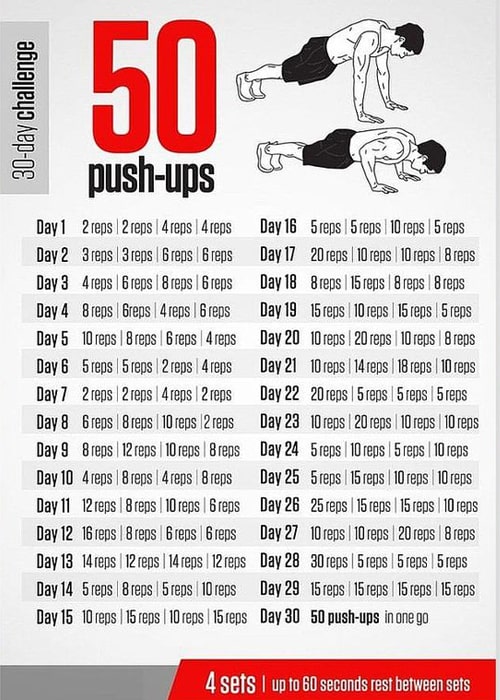 30-day challenge
50
push-ups
Day 1 2 reps | 2 reps | 4 reps | 4 reps
Day 2 3 reps | 3 reps | 6 reps | 6 reps
Day 3 4 reps | 6 reps | 8 reps | 6 reps
Day 4 8 reps | 6reps | 4 reps | 6 reps
Day 5 10 reps | 8 reps | 6 reps | 4 reps
Day 6 5 reps | 5 reps | 2 reps | 4 reps
Day 7 2 reps | 2 reps | 4 reps | 2 reps
Day 8 6 reps | 8 reps | 10 reps | 2 reps
Day 9 8 reps | 12 reps | 10 reps | 8 reps
Day 10 4 reps | 8 reps | 4 reps | 8 reps
Day 11 12 reps | 8 reps | 10 reps | 6 reps
Day 12 16 reps | 8 reps | 6 reps | 6 reps
Day 13 14 reps | 12 reps | 14 reps | 12 reps
Day 14 5 reps | 8 reps | 5 reps | 10 reps
Day 15 10 reps | 15 reps | 10 reps | 15 reps
Day 16 5 reps | 5 reps | 10 reps | 5 reps
Day 17 20 reps | 10 reps | 10 reps | 8 reps
Day 18 8 reps | 15 reps | 8 reps | 8 reps
Day 19 15 reps | 10 reps | 15 reps | 5 reps
Day 20 10 reps | 20 reps | 10 reps | 8 reps
Day 21 10 reps | 14 reps | 18 reps | 10 reps
Day 22 20 reps | 5 reps | 5 reps | 5 reps
Day 23 10 reps | 20 reps | 10 reps | 10 reps
Day 24 5 reps | 10 reps | 5 reps | 10 reps
Day 25 5 reps | 15 reps | 10 reps | 10 reps
Day 26 25 reps | 15 reps | 15 reps | 10 reps
Day 27 10 reps | 10 reps | 20 reps | 8 reps
Day 28 30 reps | 5 reps | 5 reps | 5 reps
Day 29 15 reps | 15 reps | 15 reps | 15 reps
Day 30 50 push-ups in one go
4 sets | up to 60 seconds rest between sets